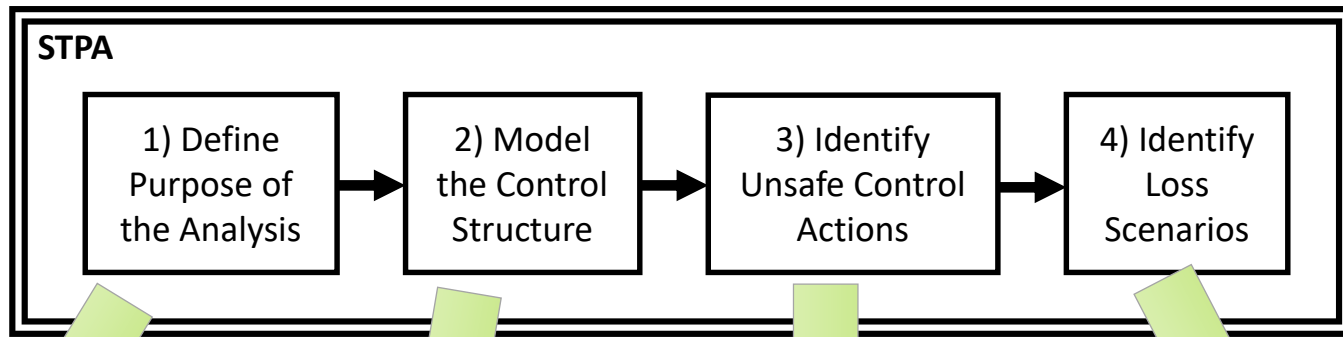 STPA
1) Define
Purpose of
the Analysis
2) Model
the Control
Structure
3) Identify
Unsafe Control
Actions
4) Identify
Loss
Scenarios